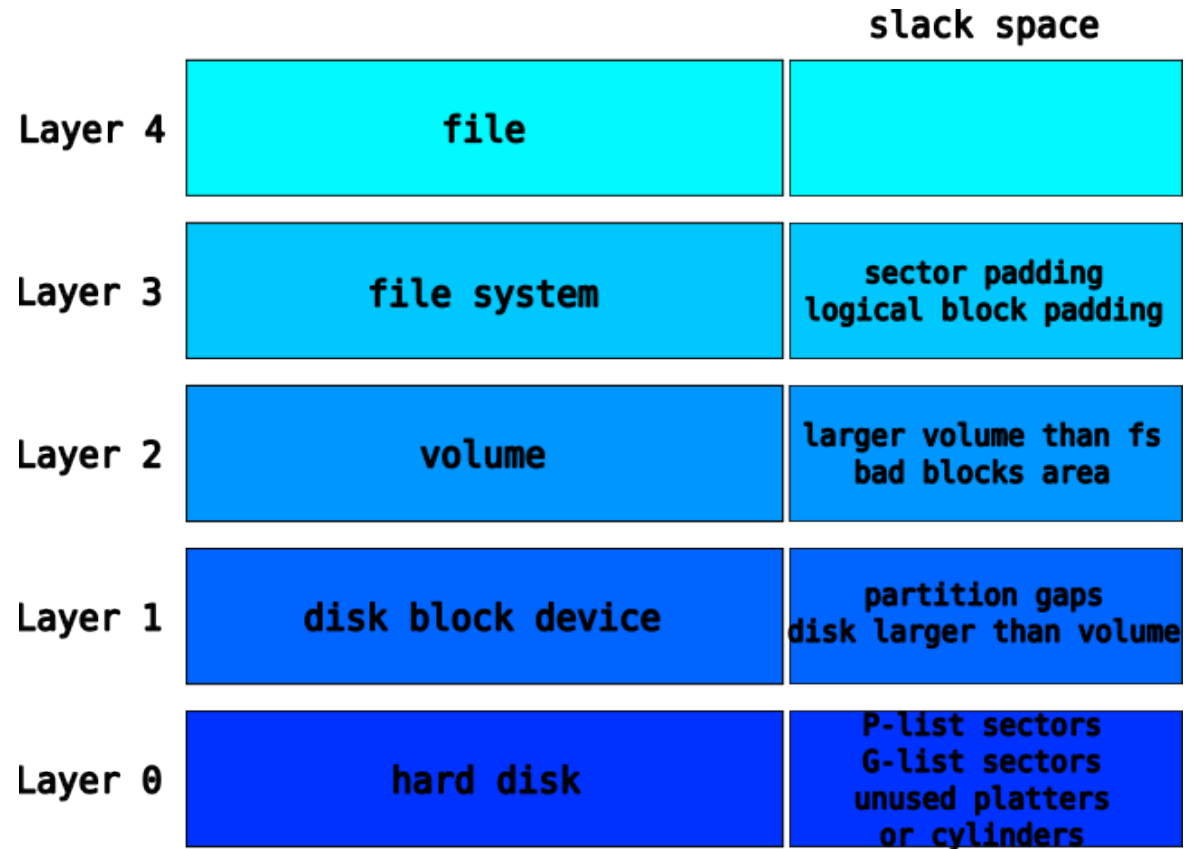 slack space
Layer 4
file
Layer 3
file system
sector padding
logical block padding
Layer 2
volume
larger volume than fs
bad blocks area
Layer 1
disk block device
partition gaps
disk larger than volume
Layer 0
hard disk
P-list sectors
G-list sectors
unused platters
or cylinders